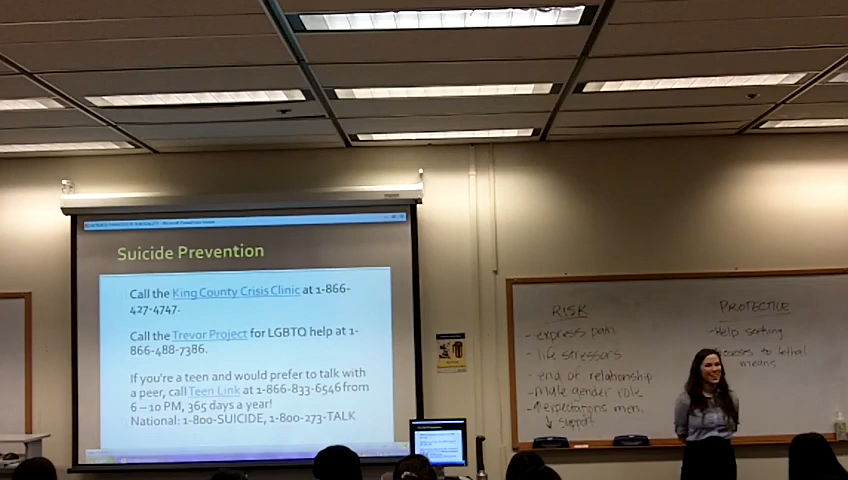 Suicide Prevention
Call the King County Crisis Clinic at 1-866-
427-4747.
Call the Trevor Project for LGBTQ help at 1-
866-488-7386.
If you're a teen and would prefer to talk with
a peer, call Teen Link at 1-866-833-6546 from
6 – 10 PM, 365 days a year!
National: 1-800-SUICIDE, 1-800-273-TALK
RISK
- express pain
- life stressors
- end of relationship
- male gender role
- ↑ expectations men.
↓ support
PROTECTIVE
- Help seeking
to lethal
means